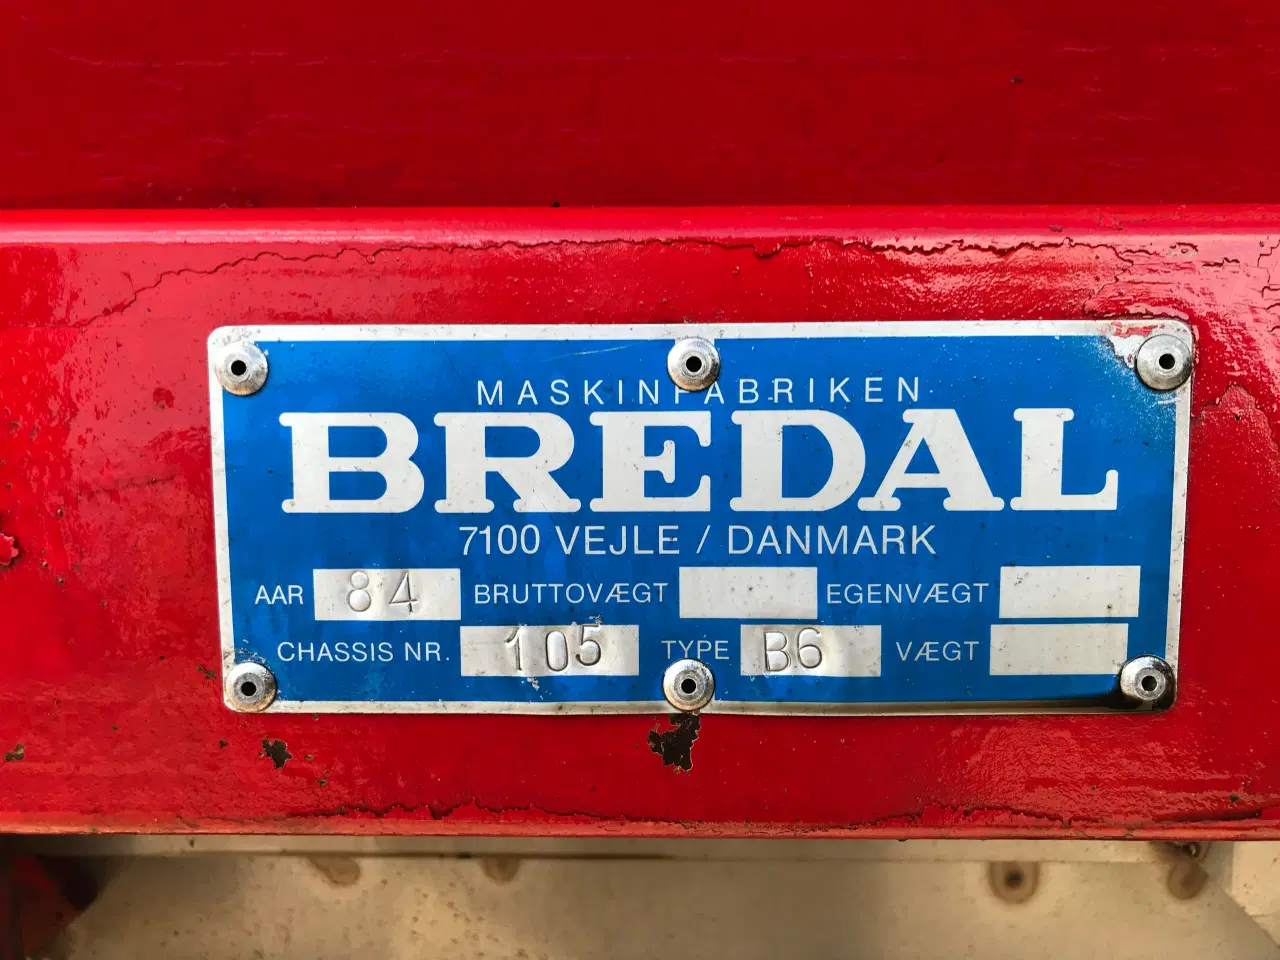 MASKINFABRIKEN
BREDAL
7100 VEJLE / DANMARK
AAR 84 BRUTTOVÆGT EGENVÆGT
CHASSIS NR. 105 TYPE B6 VÆGT